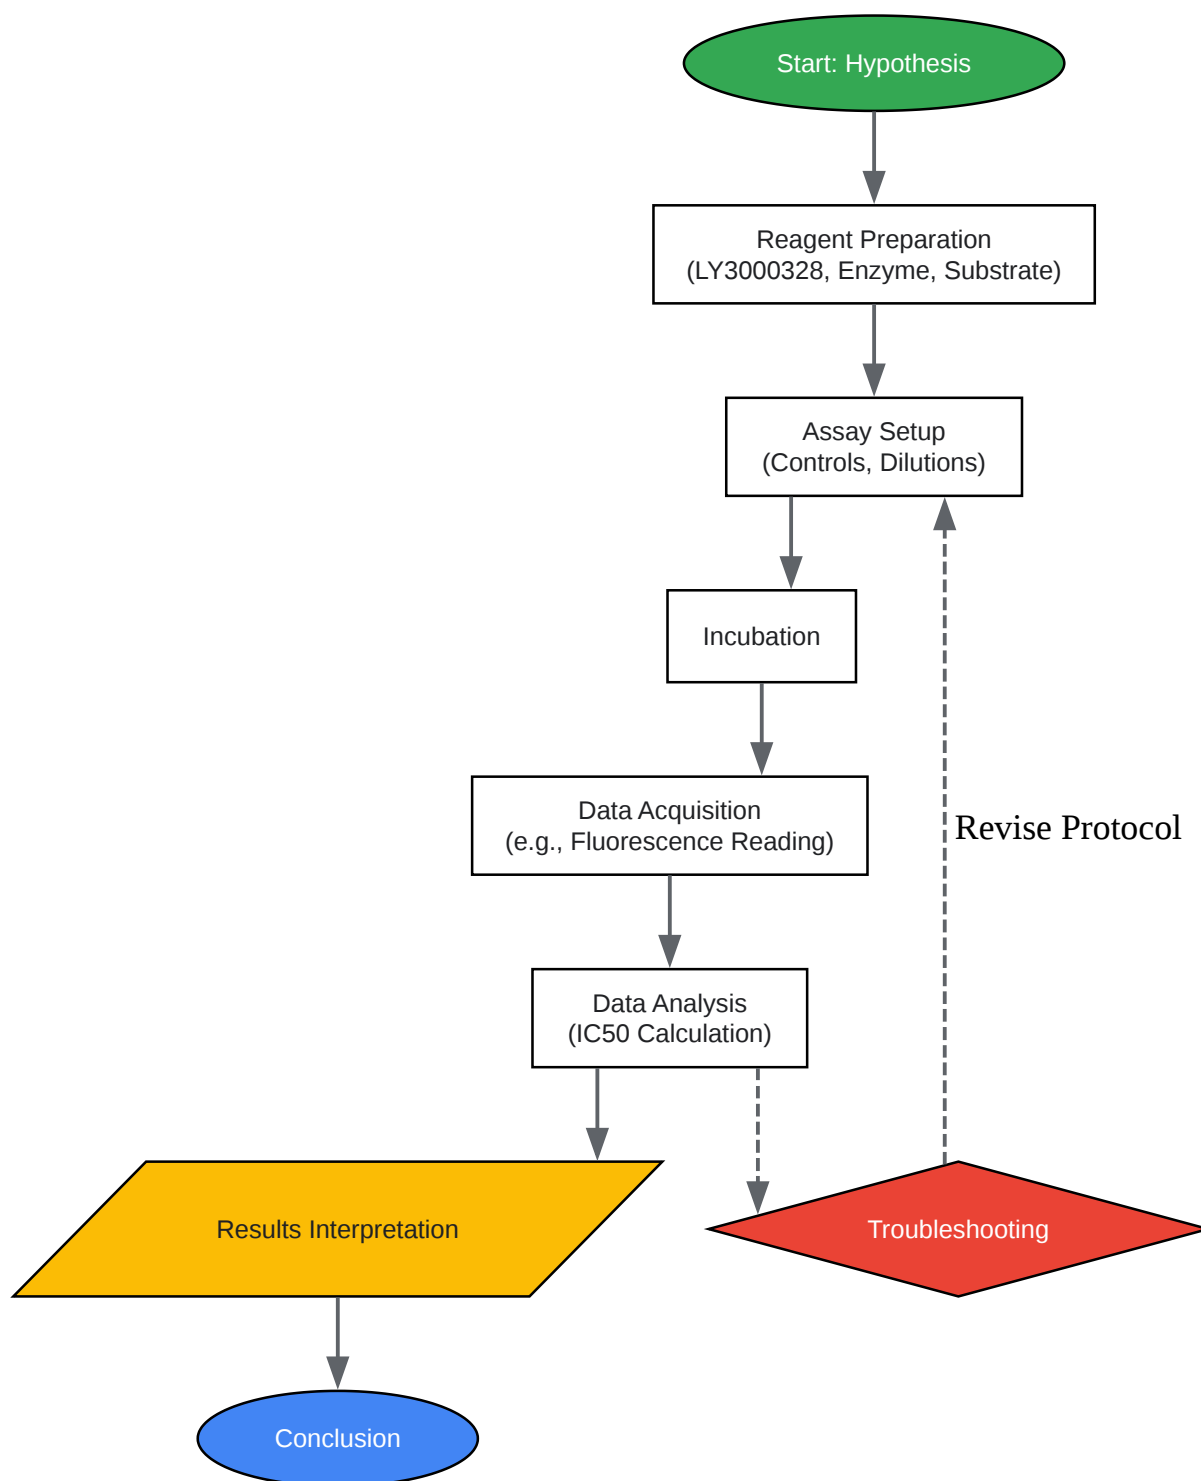 Start: Hypothesis
Reagent Preparation
(LY3000328, Enzyme, Substrate)
Assay Setup
(Controls, Dilutions)
Incubation
Data Acquisition
(e.g., Fluorescence Reading)
Revise Protocol
Data Analysis
(IC50 Calculation)
Results Interpretation
Troubleshooting
Conclusion